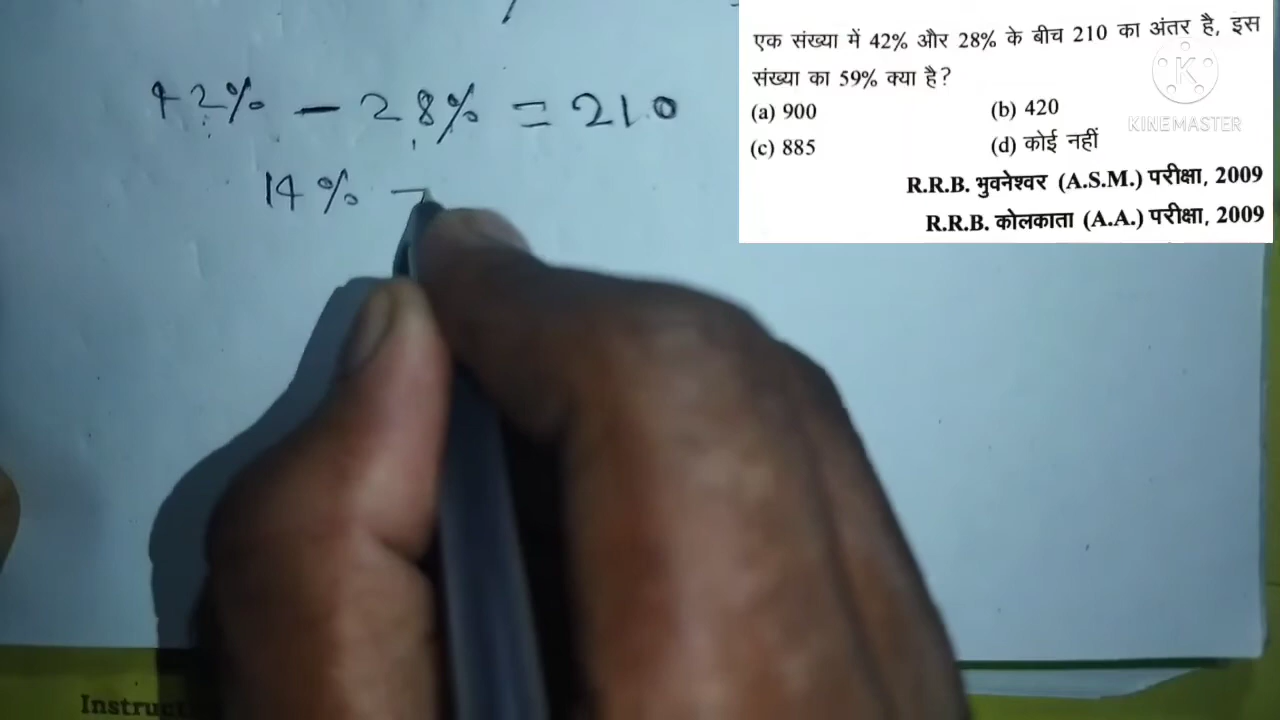 42% - 28% = 210
14%
एक संख्या में 42% और 28% के बीच 210 का अंतर है, इस
संख्या का 59% क्या है?
(a) 900 (b) 420
(c) 885 (d) कोई नहीं
R.R.B. भुवनेश्वर (A.S.M.) परीक्षा, 2009
R.R.B. कोलकाता (A.A.) परीक्षा, 2009
K
KINEMASTER